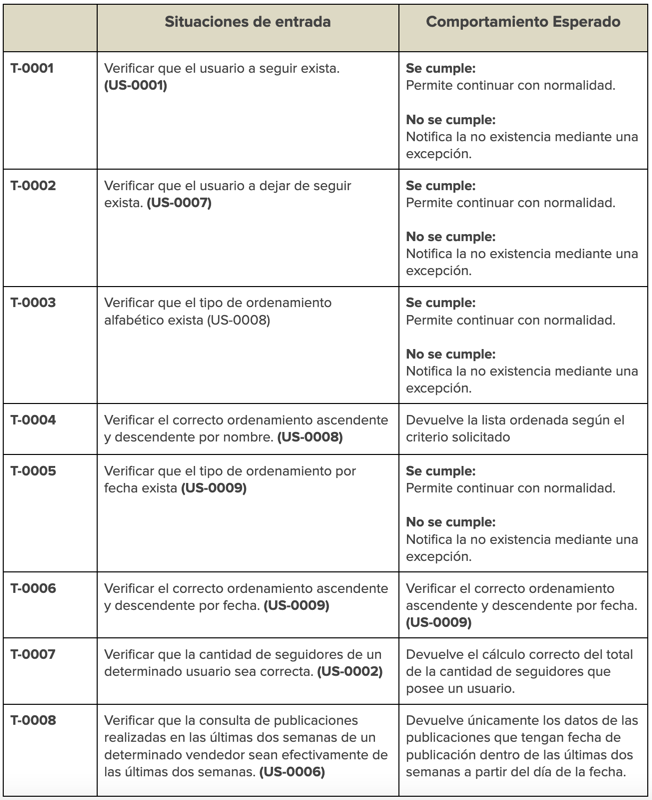 Situaciones de entrada
Comportamiento Esperado
T-0001
Verificar que el usuario a seguir exista.
(US-0001)
Se cumple:
Permite continuar con normalidad.
No se cumple:
Notifica la no existencia mediante una
excepción.
T-0002
Verificar que el usuario a dejar de seguir
exista. (US-0007)
Se cumple:
Permite continuar con normalidad.
No se cumple:
Notifica la no existencia mediante una
excepción.
T-0003
Verificar que el tipo de ordenamiento
alfabético exista (US-0008)
Se cumple:
Permite continuar con normalidad.
No se cumple:
Notifica la no existencia mediante una
excepción.
T-0004
Verificar el correcto ordenamiento ascendente
y descendente por nombre. (US-0008)
Devuelve la lista ordenada según el
criterio solicitado
T-0005
Verificar que el tipo de ordenamiento por
fecha exista (US-0009)
Se cumple:
Permite continuar con normalidad.
No se cumple:
Notifica la no existencia mediante una
excepción.
T-0006
Verificar el correcto ordenamiento ascendente
y descendente por fecha. (US-0009)
Verificar el correcto ordenamiento
ascendente y descendente por fecha.
(US-0009)
T-0007
Verificar que la cantidad de seguidores de un
determinado usuario sea correcta. (US-0002)
Devuelve el cálculo correcto del total
de la cantidad de seguidores que
posee un usuario.
T-0008
Verificar que la consulta de publicaciones
realizadas en las últimas dos semanas de un
determinado vendedor sean efectivamente de
las últimas dos semanas. (US-0006)
Devuelve únicamente los datos de las
publicaciones que tengan fecha de
publicación dentro de las últimas dos
semanas a partir del día de la fecha.